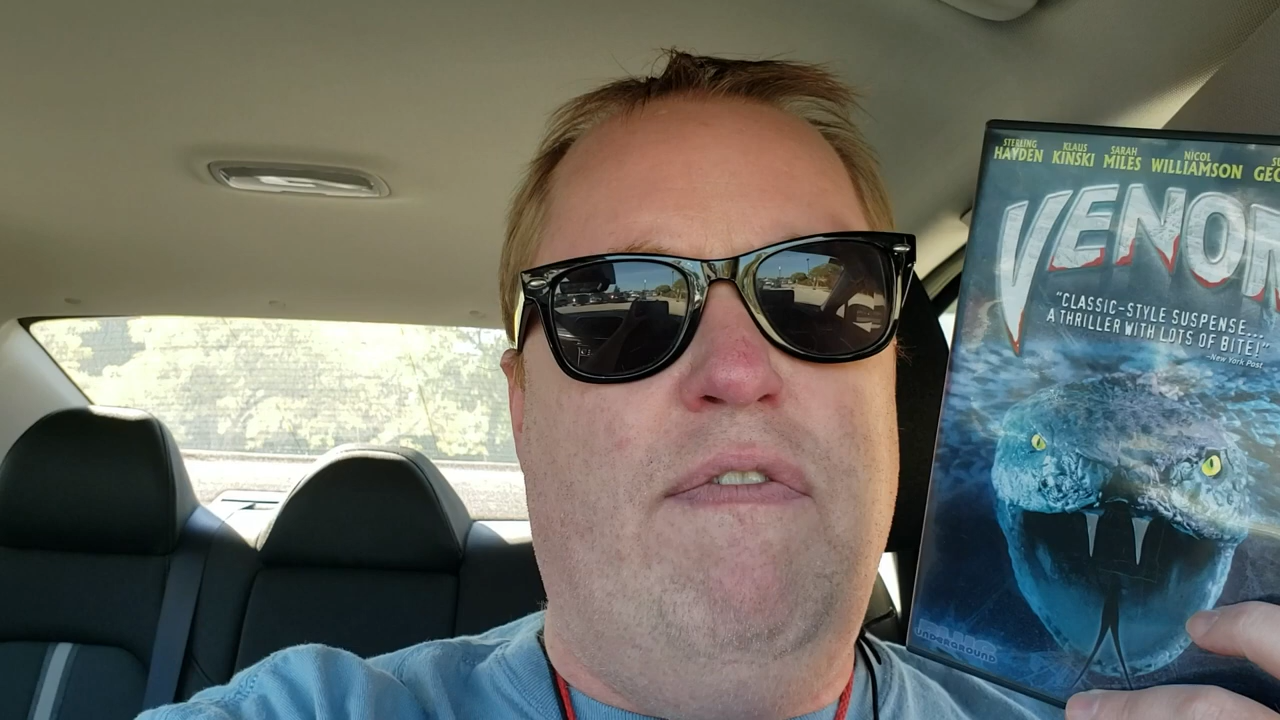 STERLING HAYDEN KLAUS KINSKI SARAH MILES NICOL WILLIAMSON
VENOM
"CLASSIC-STYLE SUSPENSE...
A THRILLER WITH LOTS OF BITE!"
—New York Post
UNDERGROUND